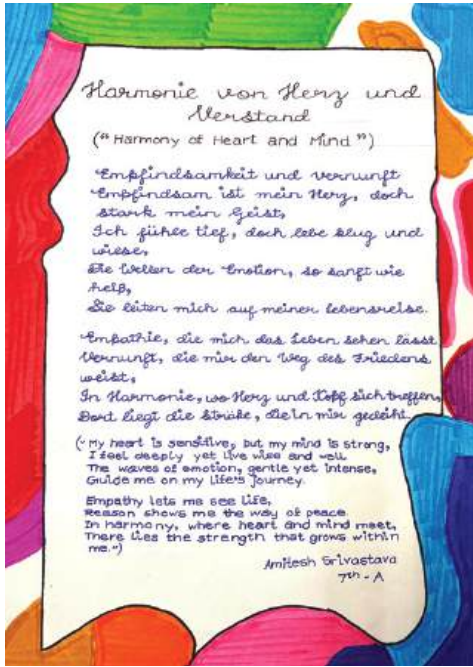 Harmonie von Herz und
Verstand
("Harmony of Heart and Mind")
Empfindsamkeit und vernunft
Empfindsam ist mein Herz, doch
stark mein Geist,
Ich fühle tief, doch lebe klug und
wiese,
Die Wellen der Emotion, so sanft wie
heiß,
Sie leiten mich auf meiner lebensreise.
Empathie, die mich das Leben sehen lässt
Vernunft, die mir den Weg des Friedens
weist,
In Harmonie, wo Herz und Kopf sich treffen,
Dort liegt die Sträke, die in mir gedeiht.
("My heart is sensitive, but my mind is strong,
I feel deeply yet live wise and well
The waves of emotion, gentle yet intense,
Guide me on my life's journey.
Empathy lets me see life,
Reason shows me the way of peace.
In harmony, where heart and mind meet,
There lies the strength that grows within
me.")
Amitesh Srivastava
7th - A